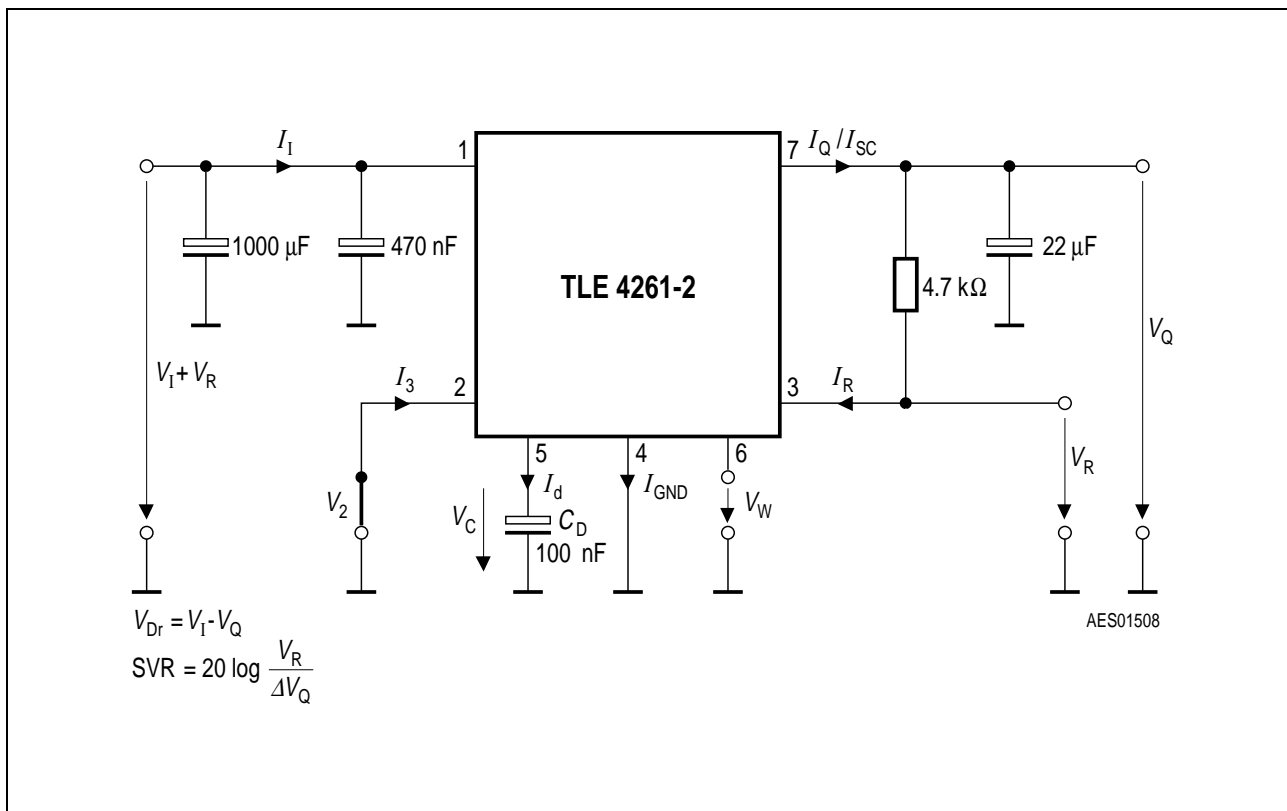 I_I
1
7
I_Q /I_SC
1000 µF
470 nF
TLE 4261-2
4.7 kΩ
22 µF
V_I + V_R
V_Q
I_3
2
3
I_R
5
4
6
V_2
V_C
I_d
I_GND
V_W
V_R
C_D
100 nF
V_Dr = V_I - V_Q
AES01508
SVR = 20 log V_R / ΔV_Q